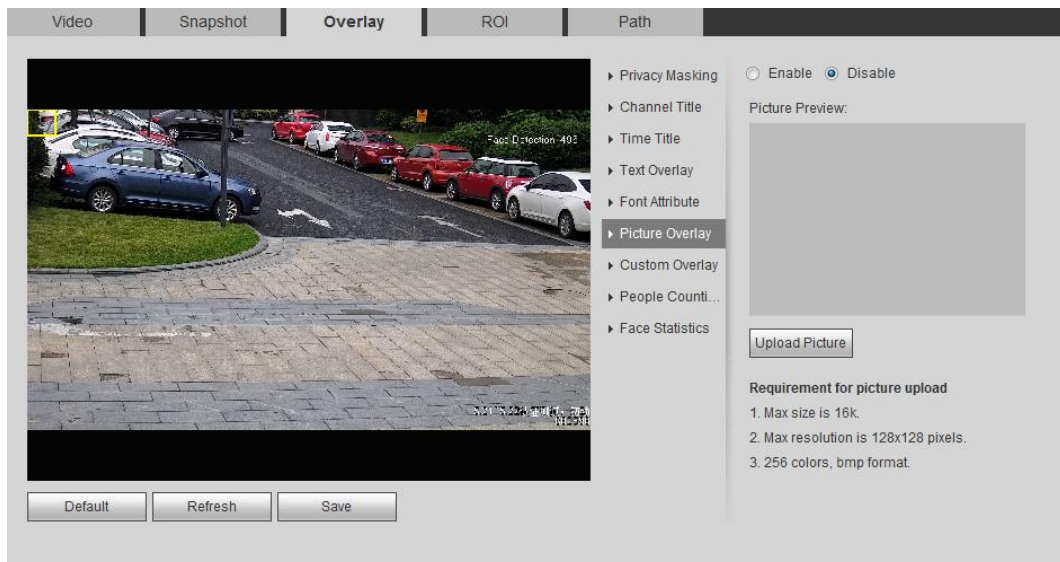 Video Snapshot Overlay ROI Path
Face Detection
Privacy Masking
Channel Title
Time Title
Text Overlay
Font Attribute
Picture Overlay
Custom Overlay
People Counti...
Face Statistics
Enable Disable
Picture Preview:
Upload Picture
Requirement for picture upload
1. Max size is 16k.
2. Max resolution is 128x128 pixels.
3. 256 colors, bmp format.
Default Refresh Save